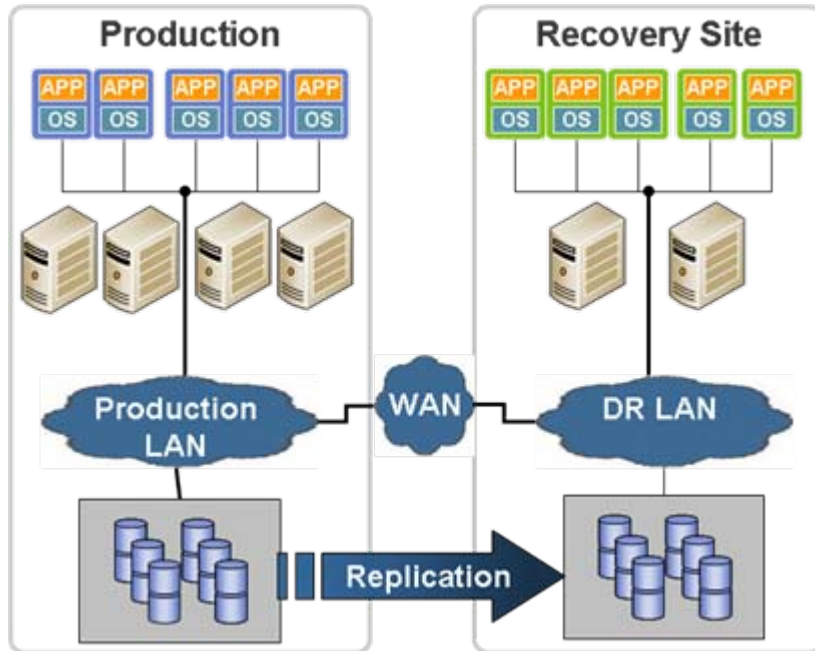 Production
APP APP APP APP APP
OS OS OS OS OS
Production
LAN
WAN
Recovery Site
APP APP APP APP APP
OS OS OS OS OS
DR LAN
Replication